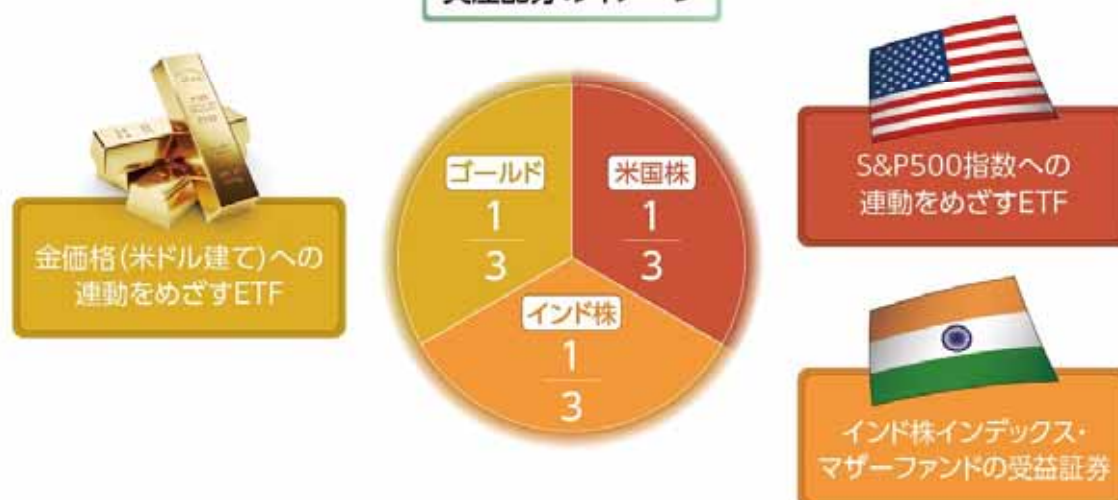 ゴールド
1
3
米国株
1
3
インド株
1
3
金価格(米ドル建て)への
連動をめざすETF
S&P500指数への
連動をめざすETF
インド株インデックス・
マザーファンドの受益証券